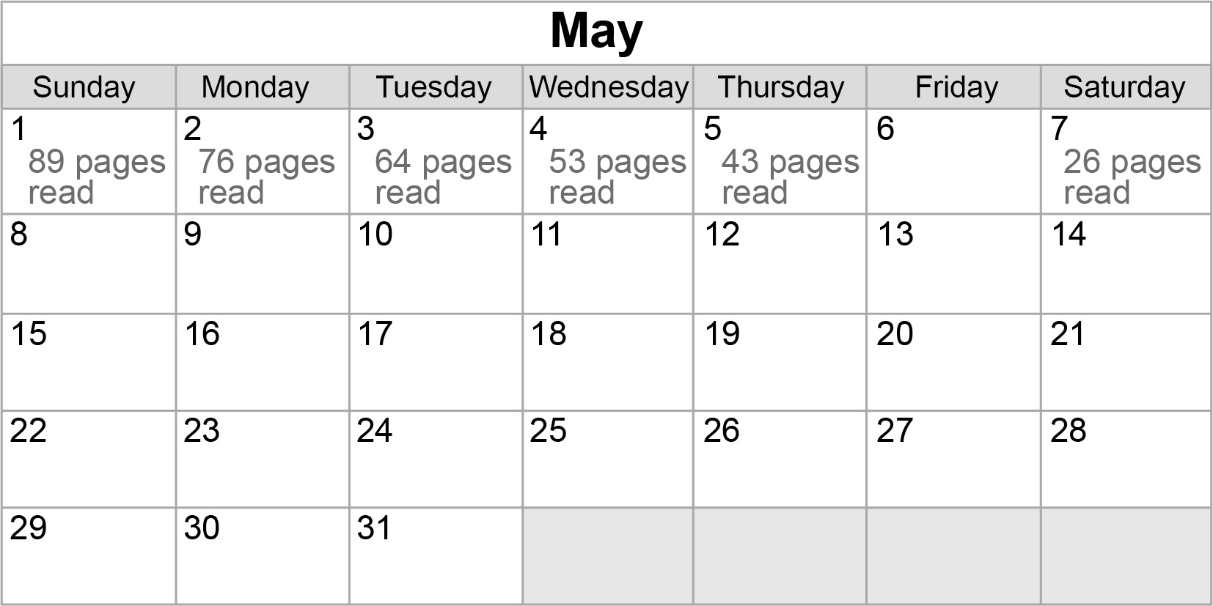 May
Sunday Monday Tuesday Wednesday Thursday Friday Saturday
1 2 3 4 5 6 7
89 pages 76 pages 64 pages 53 pages 43 pages 26 pages
read read read read read read
8 9 10 11 12 13 14
15 16 17 18 19 20 21
22 23 24 25 26 27 28
29 30 31